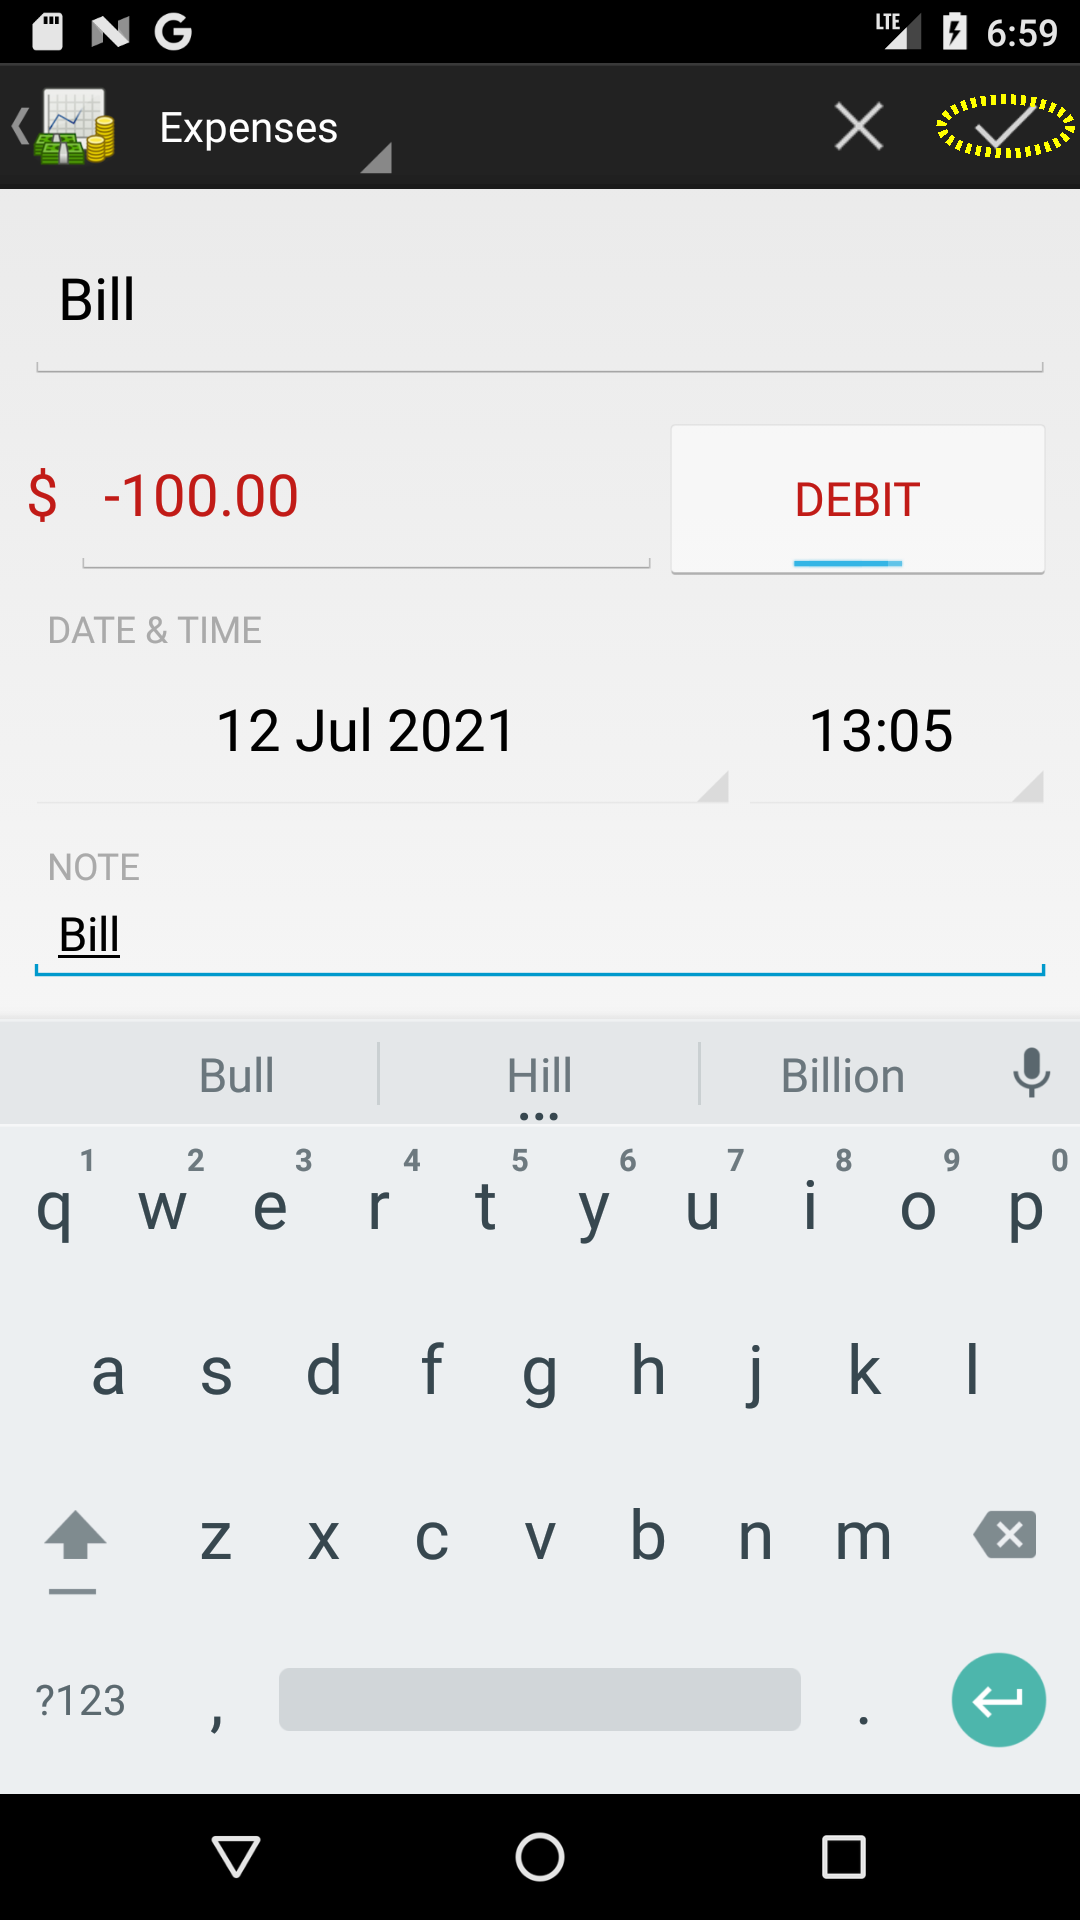 LTE 6:59
Expenses
Bill
$ -100.00 DEBIT
DATE & TIME
12 Jul 2021 13:05
NOTE
Bill
Bull Hill Billion
1 2 3 4 5 6 7 8 9 0
q w e r t y u i o p
a s d f g h j k l
z x c v b n m
?123 , .